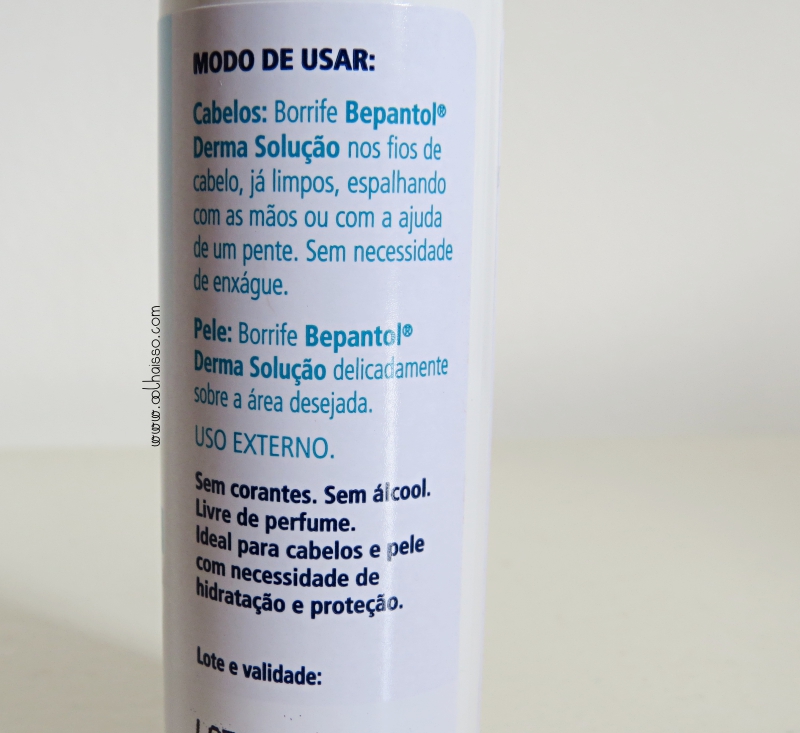 MODO DE USAR:
Cabelos: Borrife Bepantol®
Derma Solução nos fios de
cabelo, já limpos, espalhando
com as mãos ou com a ajuda
de um pente. Sem necessidade
de enxágue.
Pele: Borrife Bepantol®
Derma Solução delicadamente
sobre a área desejada.
USO EXTERNO.
Sem corantes. Sem álcool.
Livre de perfume.
Ideal para cabelos e pele
com necessidade de
hidratação e proteção.
Lote e validade:
www.oolhaisso.com